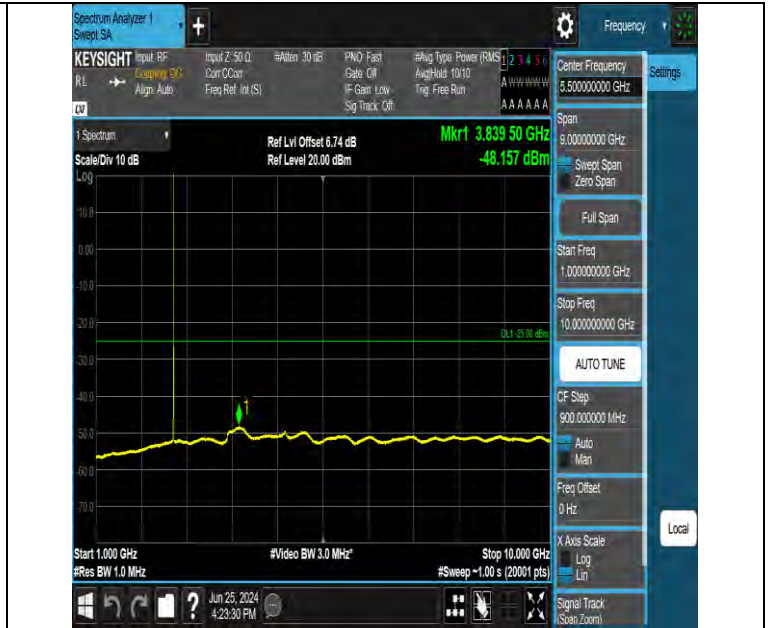 Spectrum Analyzer 1
Swept SA
+
Frequency
KEYSIGHT
RL
Input: RF
Coupling: DC
Align: Auto
Input Z: 50 Ω
Corr CCorr
Freq Ref: Int (S)
#Atten: 30 dB
PNO: Fast
Gate: Off
IF Gain: Low
Sig Track: Off
#Avg Type: Power (RMS
Avg|Hold: 10/10
Trig: Free Run
1 2 3 4 5 6
A W W W W W
A A A A A A
LXI
1 Spectrum
Scale/Div 10 dB
Log
Ref Lvl Offset 6.74 dB
Ref Level 20.00 dBm
Mkr1 3.839 50 GHz
-48.157 dBm
10.0
0.00
-10.0
-20.0
-30.0
-40.0
-50.0
-60.0
-70.0
DL1 -25.00 dBm
1
Start 1.000 GHz
#Res BW 1.0 MHz
#Video BW 3.0 MHz*
Stop 10.000 GHz
#Sweep ~1.00 s (20001 pts)
Center Frequency
5.500000000 GHz
Settings
Span
9.00000000 GHz
Swept Span
Zero Span
Full Span
Start Freq
1.000000000 GHz
Stop Freq
10.000000000 GHz
AUTO TUNE
CF Step
900.000000 MHz
Auto
Man
Freq Offset
0 Hz
X Axis Scale
Log
Lin
Local
Signal Track
(Span Zoom)
?
Jun 25, 2024
4:23:30 PM